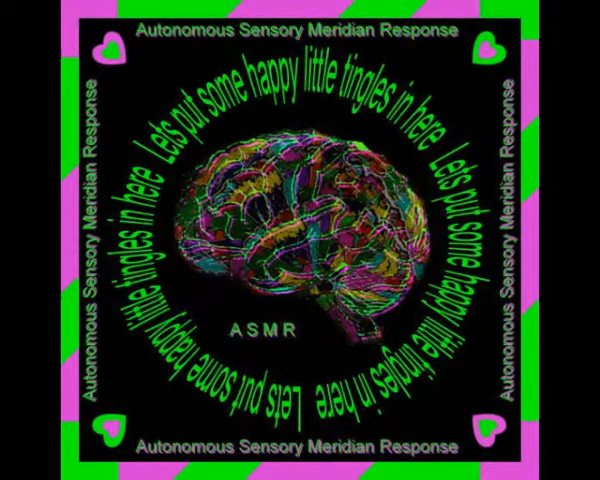 Autonomous Sensory Meridian Response
Autonomous Sensory Meridian Response
Autonomous Sensory Meridian Response
Lets put some happy little tingles in here
Lets put some happy little tingles in here
Lets put some happy little tingles in here
A S M R
Autonomous Sensory Meridian Response